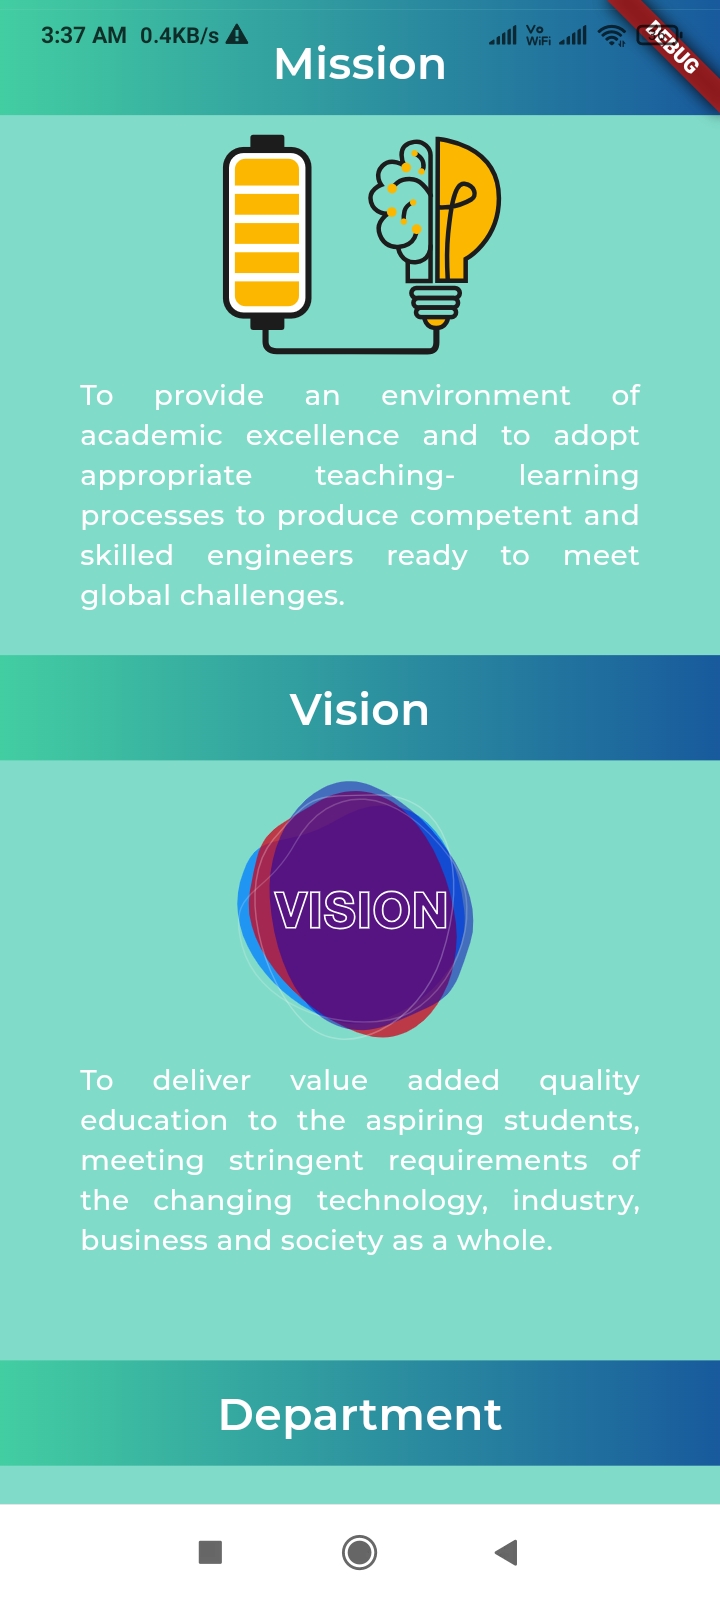 3:37 AM 0.4KB/s
Vo
WiFi
DEBUG
Mission
To provide an environment of
academic excellence and to adopt
appropriate teaching- learning
processes to produce competent and
skilled engineers ready to meet
global challenges.
Vision
VISION
To deliver value added quality
education to the aspiring students,
meeting stringent requirements of
the changing technology, industry,
business and society as a whole.
Department